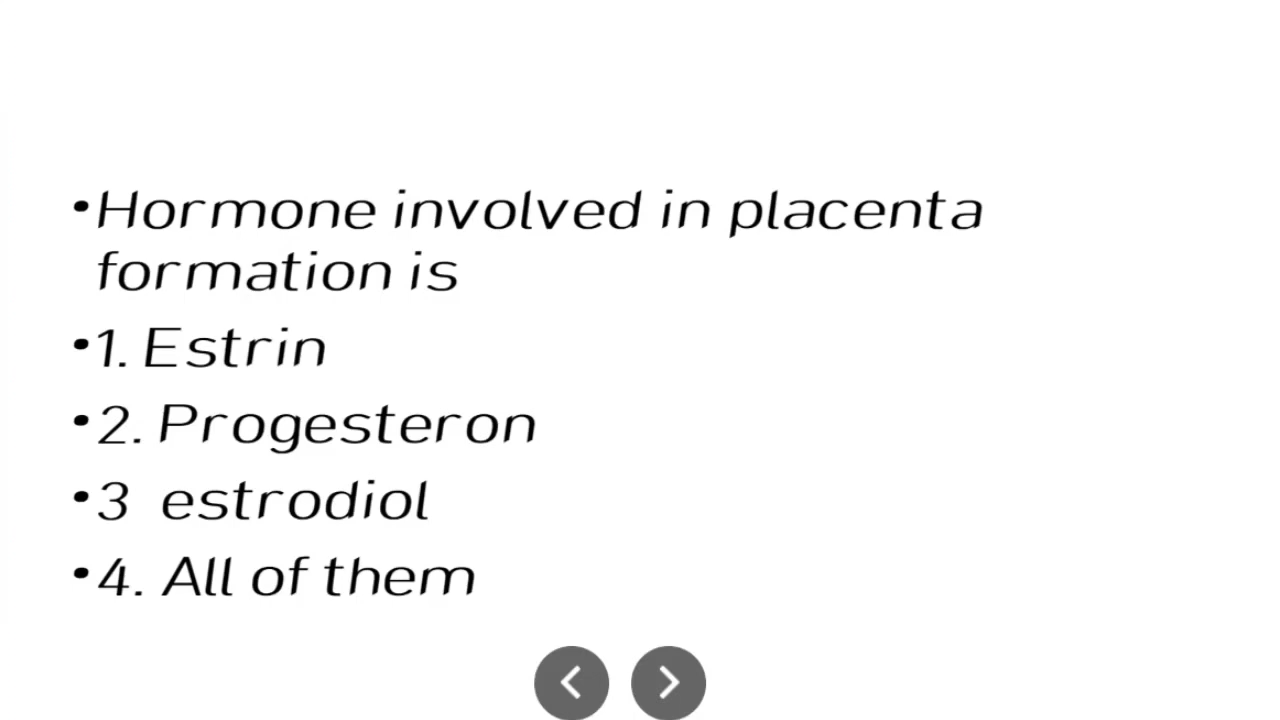 •Hormone involved in placenta
formation is
•1. Estrin
•2. Progesteron
•3 estrodiol
•4. All of them